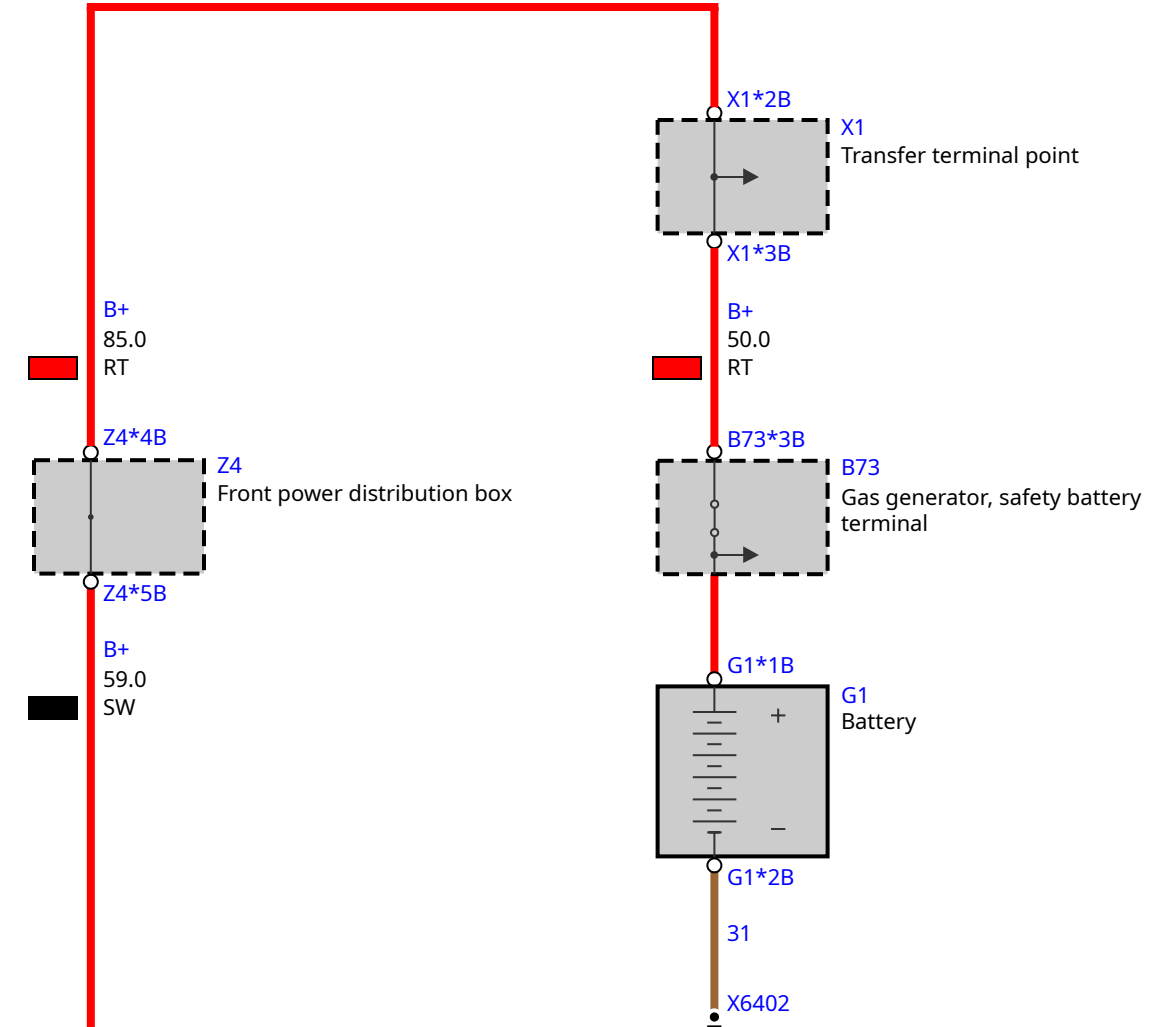 X1*2B
X1
Transfer terminal point
X1*3B
B+
85.0
RT
B+
50.0
RT
Z4*4B
Z4
Front power distribution box
Z4*5B
B73*3B
B73
Gas generator, safety battery
terminal
B+
59.0
SW
G1*1B
G1
Battery
+
−
G1*2B
31
X6402